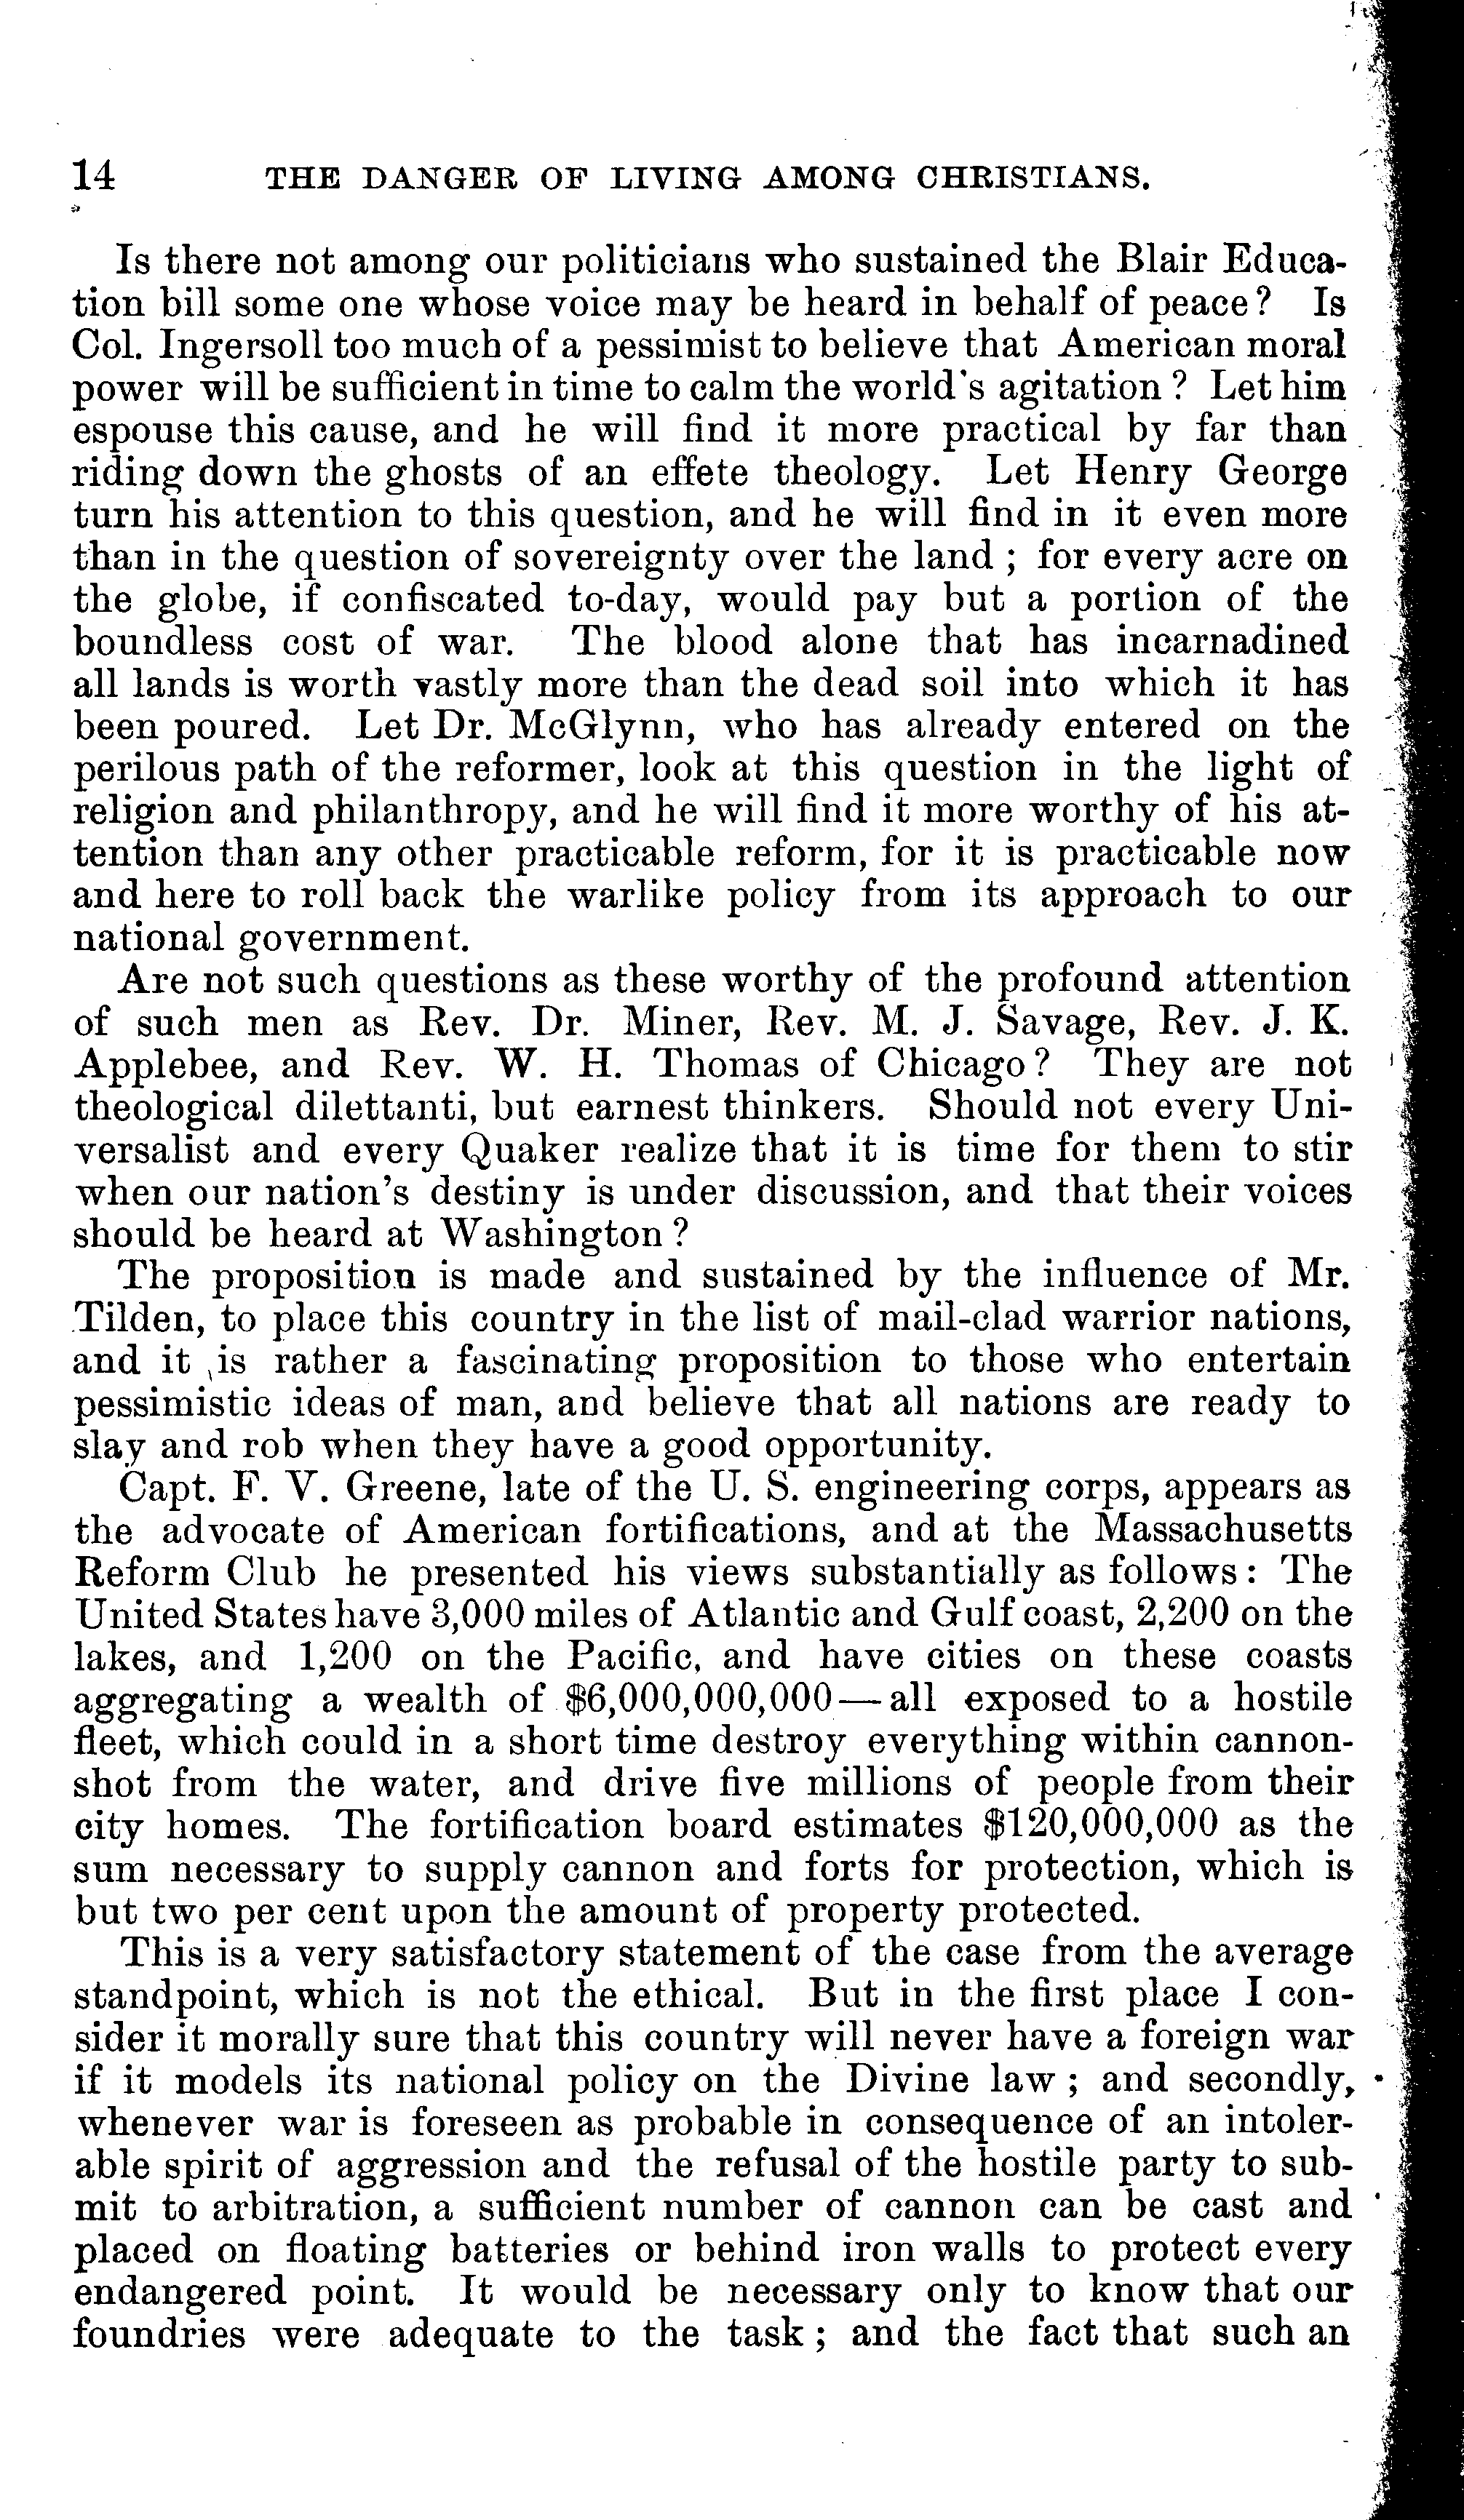 14 THE DANGER OF LIVING AMONG CHRISTIANS.
Is there not among our politicians who sustained the Blair Educa-
tion bill some one whose voice may be heard in behalf of peace? Is
Col. Ingersoll too much of a pessimist to believe that American moral
power will be sufficient in time to calm the world's agitation? Let him
espouse this cause, and he will find it more practical by far than
riding down the ghosts of an effete theology. Let Henry George
turn his attention to this question, and he will find in it even more
than in the question of sovereignty over the land; for every acre on
the globe, if confiscated to-day, would pay but a portion of the
boundless cost of war. The blood alone that has incarnadined
all lands is worth vastly more than the dead soil into which it has
been poured. Let Dr. McGlynn, who has already entered on the
perilous path of the reformer, look at this question in the light of
religion and philanthropy, and he will find it more worthy of his at-
tention than any other practicable reform, for it is practicable now
and here to roll back the warlike policy from its approach to our
national government.
Are not such questions as these worthy of the profound attention
of such men as Rev. Dr. Miner, Rev. M. J. Savage, Rev. J. K.
Applebee, and Rev. W. H. Thomas of Chicago? They are not
theological dilettanti, but earnest thinkers. Should not every Uni-
versalist and every Quaker realize that it is time for them to stir
when our nation's destiny is under discussion, and that their voices
should be heard at Washington?
The proposition is made and sustained by the influence of Mr.
Tilden, to place this country in the list of mail-clad warrior nations,
and it is rather a fascinating proposition to those who entertain
pessimistic ideas of man, and believe that all nations are ready to
slay and rob when they have a good opportunity.
Capt. F. V. Greene, late of the U. S. engineering corps, appears as
the advocate of American fortifications, and at the Massachusetts
Reform Club he presented his views substantially as follows: The
United States have 3,000 miles of Atlantic and Gulf coast, 2,200 on the
lakes, and 1,200 on the Pacific, and have cities on these coasts
aggregating a wealth of $6,000,000,000—all exposed to a hostile
fleet, which could in a short time destroy everything within cannon-
shot from the water, and drive five millions of people from their
city homes. The fortification board estimates $120,000,000 as the
sum necessary to supply cannon and forts for protection, which is
but two per cent upon the amount of property protected.
This is a very satisfactory statement of the case from the average
standpoint, which is not the ethical. But in the first place I con-
sider it morally sure that this country will never have a foreign war
if it models its national policy on the Divine law; and secondly,
whenever war is foreseen as probable in consequence of an intoler-
able spirit of aggression and the refusal of the hostile party to sub-
mit to arbitration, a sufficient number of cannon can be cast and
placed on floating batteries or behind iron walls to protect every
endangered point. It would be necessary only to know that our
foundries were adequate to the task; and the fact that such an